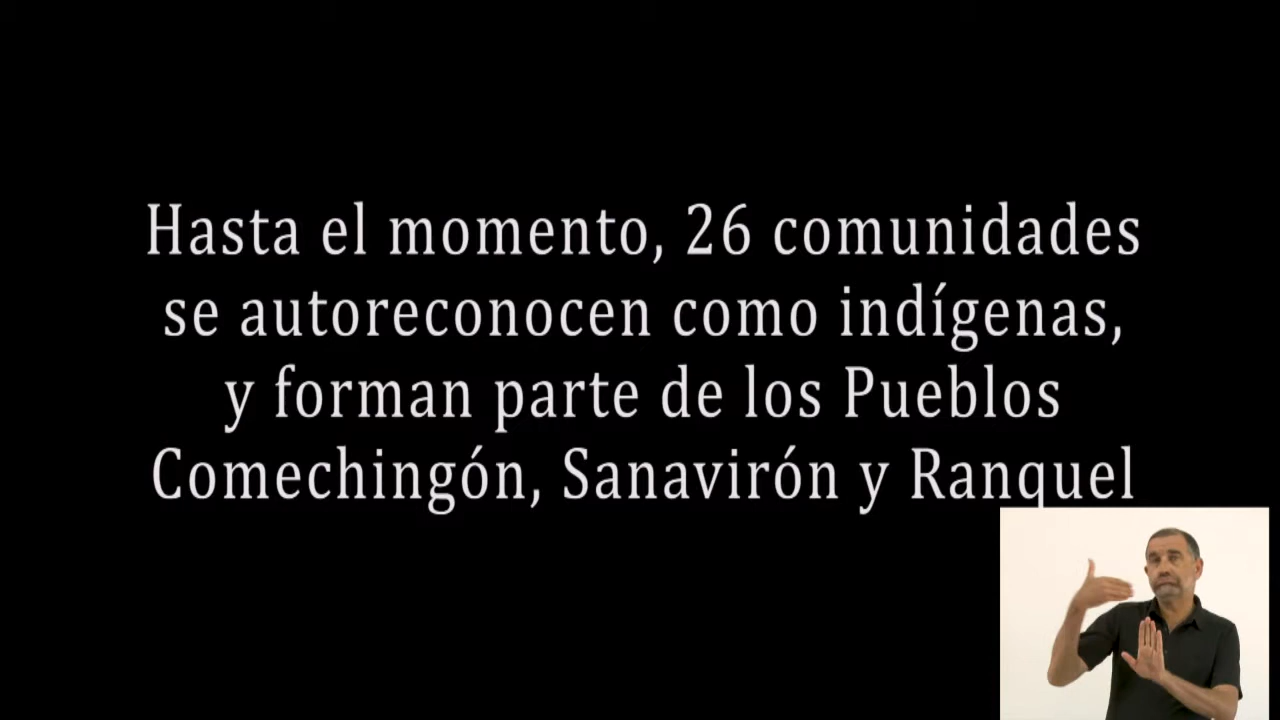 Hasta el momento, 26 comunidades
se autoreconocen como indígenas,
y forman parte de los Pueblos
Comechingón, Sanavirón y Ranquel